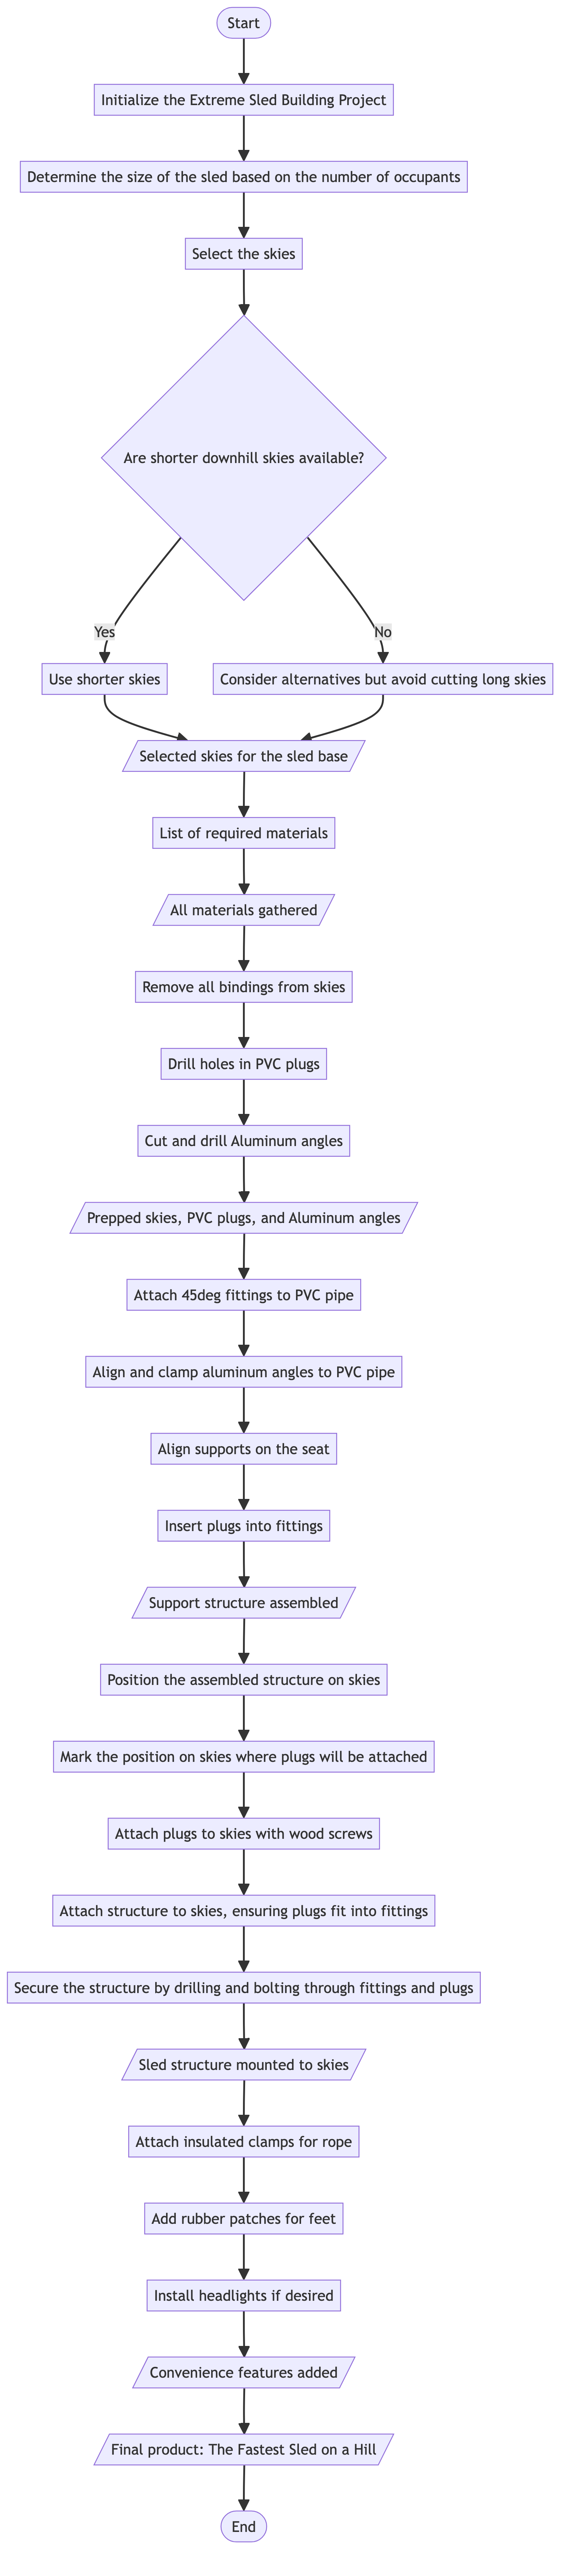 Start
Initialize the Extreme Sled Building Project
Determine the size of the sled based on the number of occupants
Select the skies
Are shorter downhill skies available?
Yes
No
Use shorter skies
Consider alternatives but avoid cutting long skies
Selected skies for the sled base
List of required materials
All materials gathered
Remove all bindings from skies
Drill holes in PVC plugs
Cut and drill Aluminum angles
Prepped skies, PVC plugs, and Aluminum angles
Attach 45deg fittings to PVC pipe
Align and clamp aluminum angles to PVC pipe
Align supports on the seat
Insert plugs into fittings
Support structure assembled
Position the assembled structure on skies
Mark the position on skies where plugs will be attached
Attach plugs to skies with wood screws
Attach structure to skies, ensuring plugs fit into fittings
Secure the structure by drilling and bolting through fittings and plugs
Sled structure mounted to skies
Attach insulated clamps for rope
Add rubber patches for feet
Install headlights if desired
Convenience features added
Final product: The Fastest Sled on a Hill
End